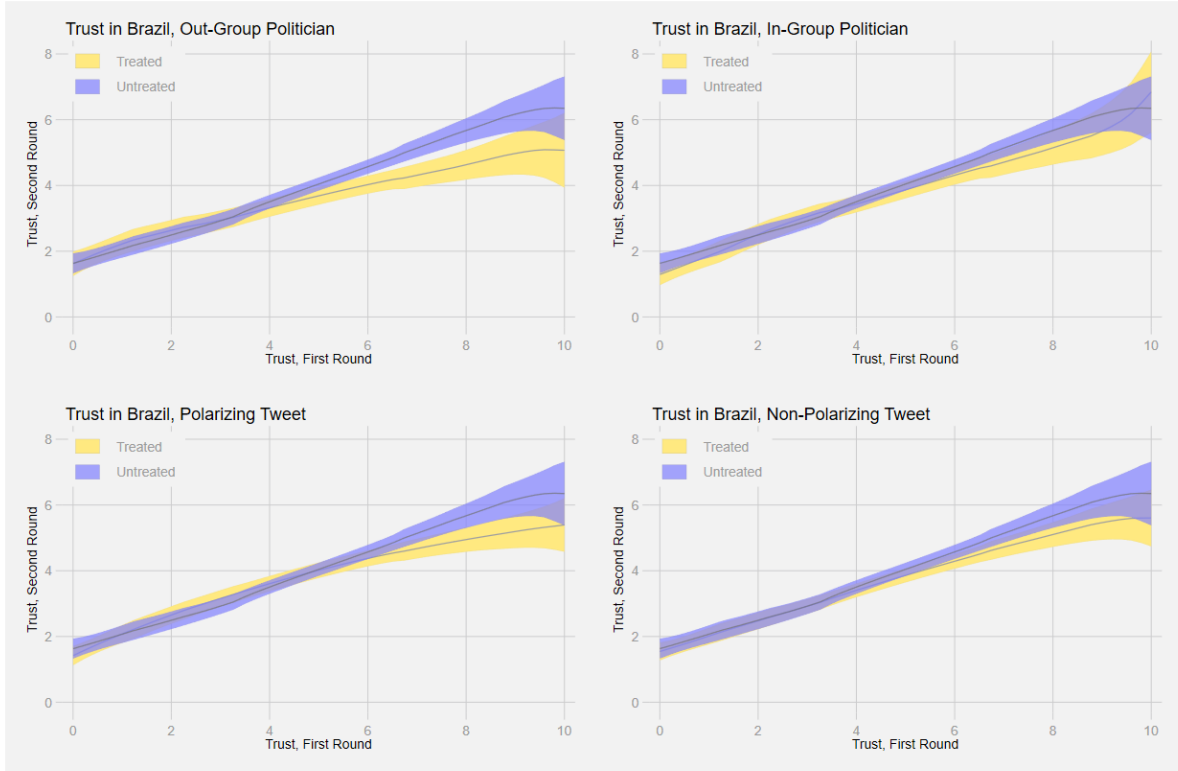 Trust in Brazil, Out-Group Politician
Treated
Untreated
Trust, Second Round
8
6
4
2
0
0 2 4 6 8 10
Trust, First Round
Trust in Brazil, In-Group Politician
Treated
Untreated
Trust, Second Round
8
6
4
2
0
0 2 4 6 8 10
Trust, First Round
Trust in Brazil, Polarizing Tweet
Treated
Untreated
Trust, Second Round
8
6
4
2
0
0 2 4 6 8 10
Trust, First Round
Trust in Brazil, Non-Polarizing Tweet
Treated
Untreated
Trust, Second Round
8
6
4
2
0
0 2 4 6 8 10
Trust, First Round